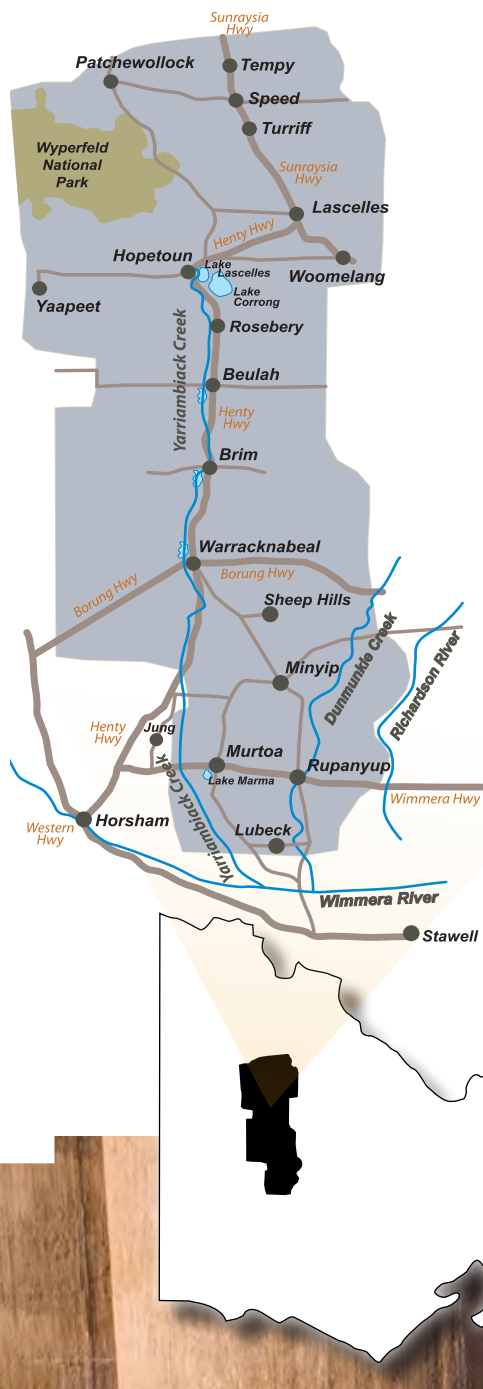 Sunraysia
Hwy
Patchewollock
Tempy
Speed
Turriff
Wyperfeld
National
Park
Sunraysia
Hwy
Lascelles
Henty Hwy
Hopetoun
Lake
Lascelles
Woomelang
Lake
Corrong
Yaapeet
Rosebery
Yarriambiack Creek
Beulah
Henty
Hwy
Brim
Warracknabeal
Borung Hwy
Borung Hwy
Sheep Hills
Dunmunkle Creek
Richardson River
Minyip
Henty
Hwy
Jung
Murtoa
Rupanyup
Lake Marma
Wimmera Hwy
Yarriambiack Creek
Western
Hwy
Horsham
Lubeck
Wimmera River
Stawell